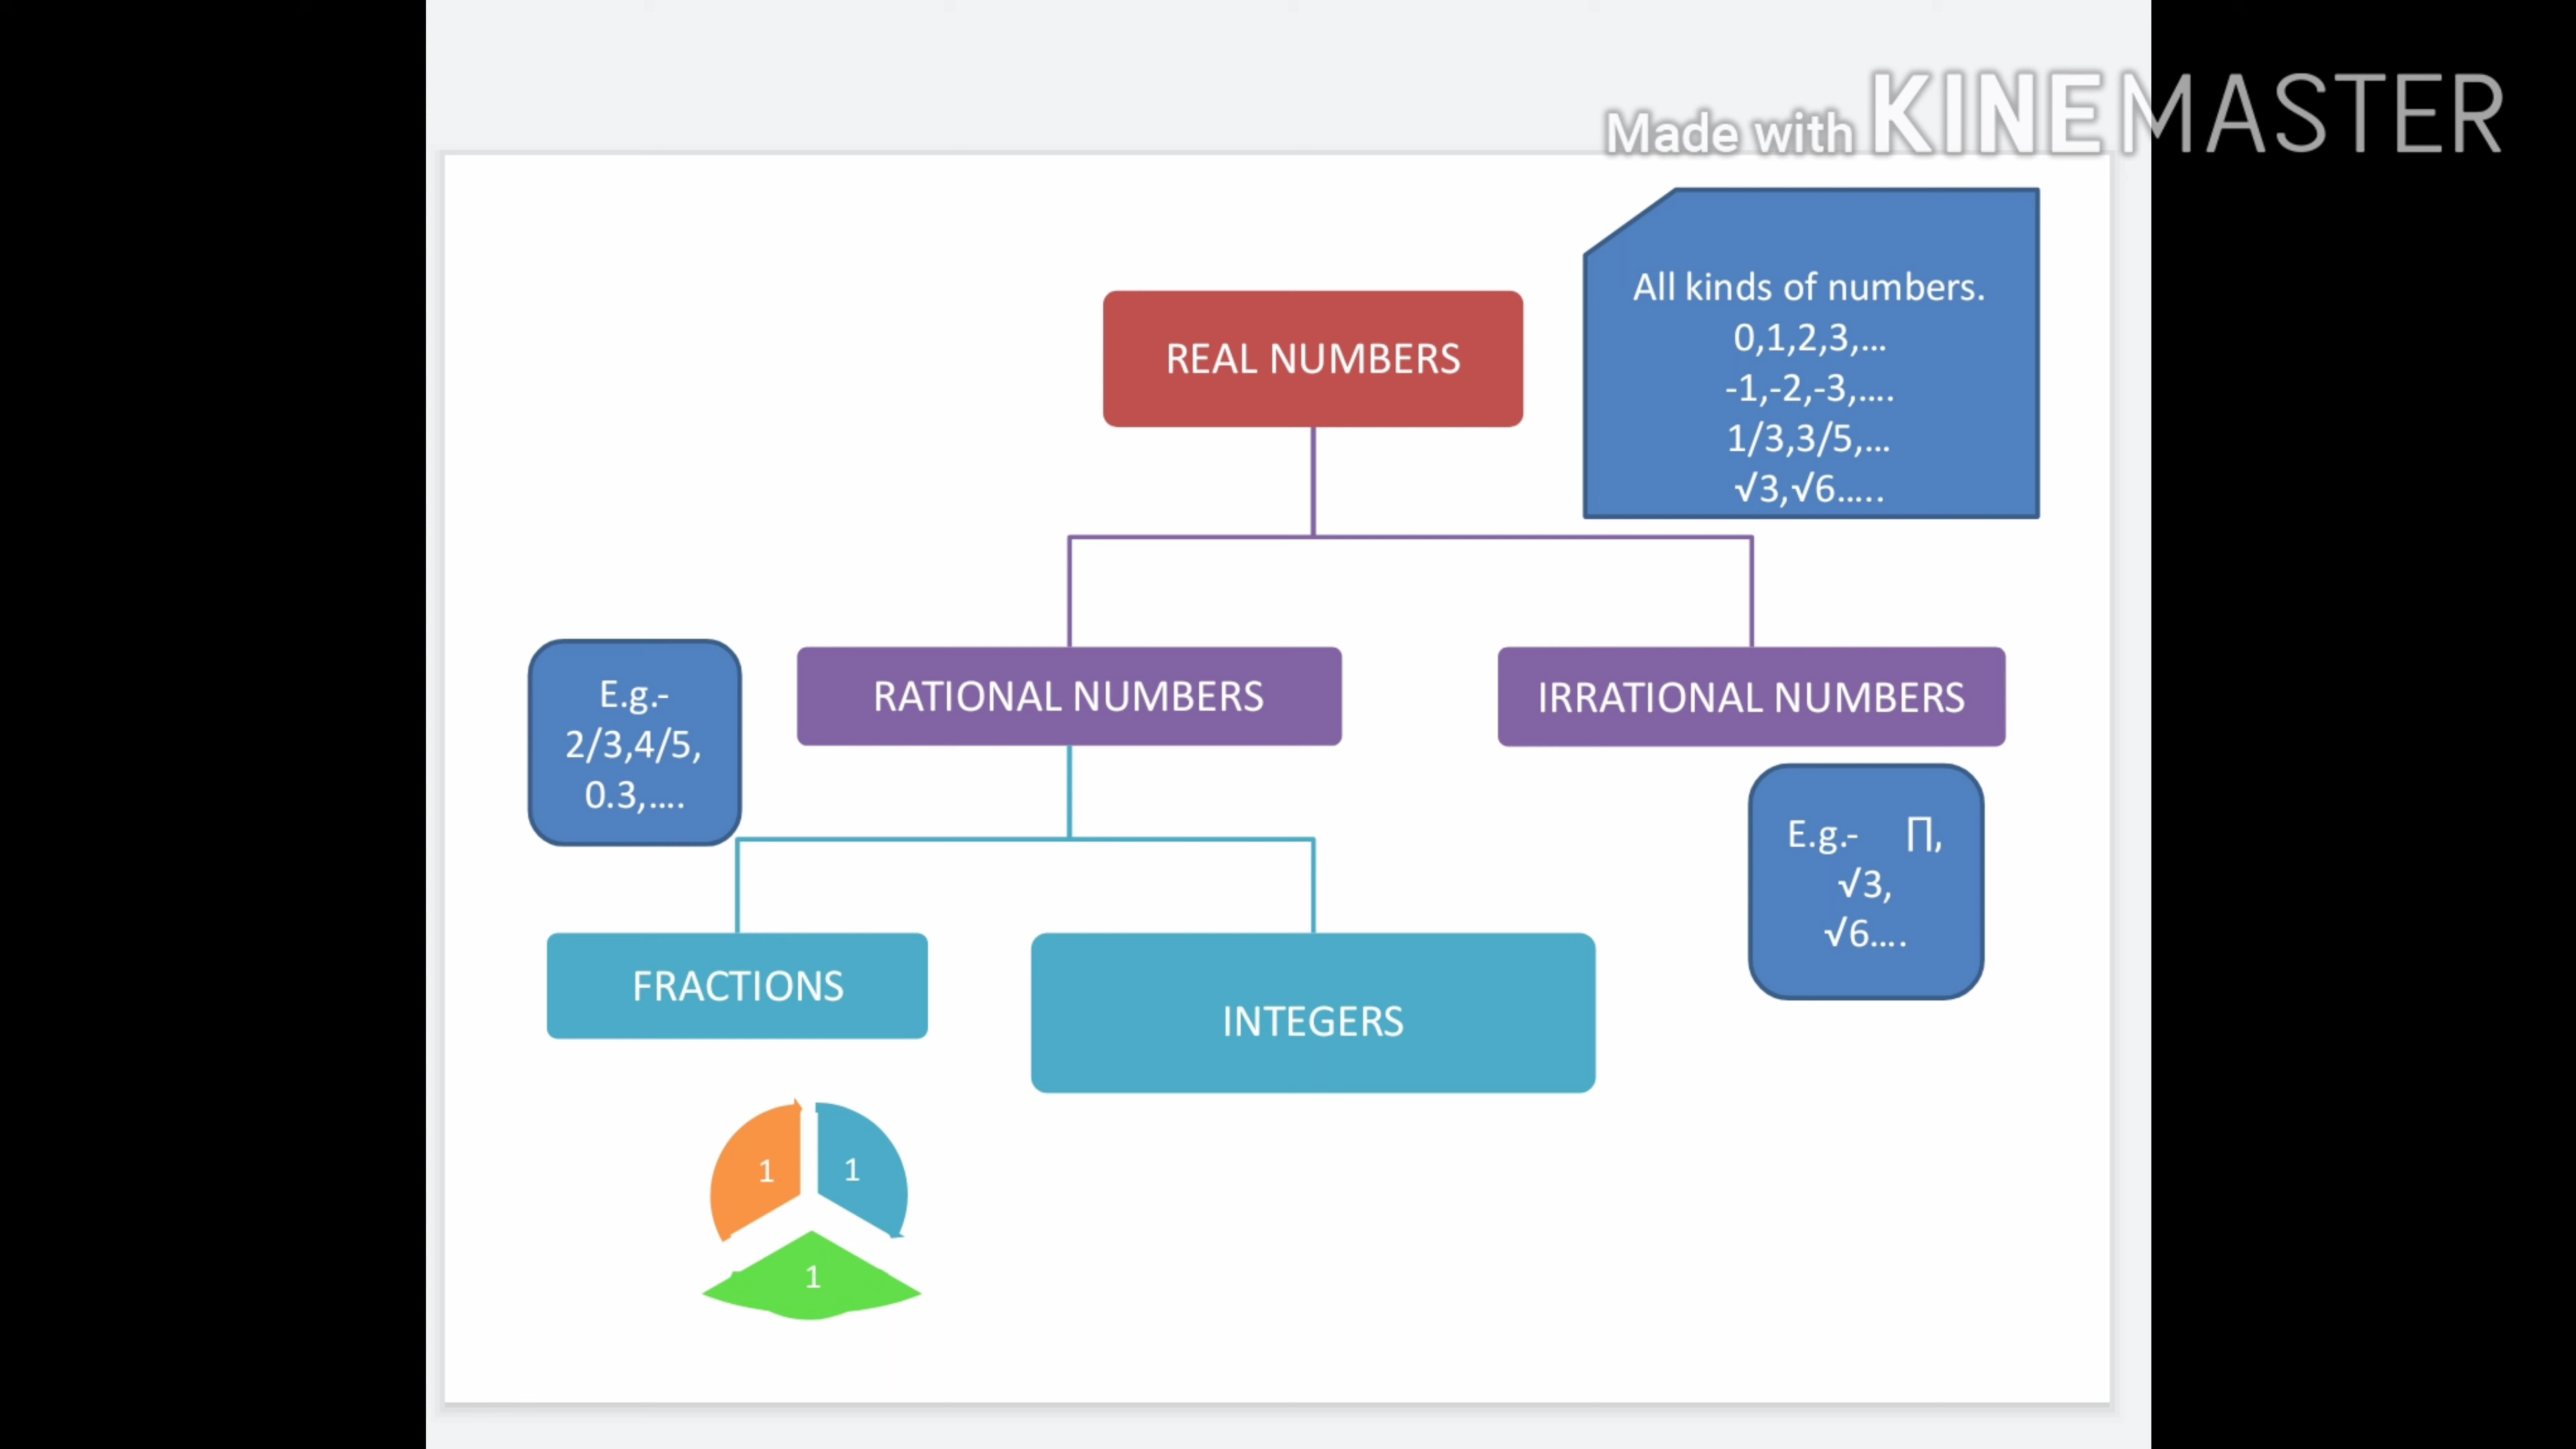 Made with KINEMASTER
All kinds of numbers.
0,1,2,3,...
-1,-2,-3,....
1/3,3/5,...
√3,√6.....
REAL NUMBERS
E.g.-
2/3,4/5,
0.3,....
RATIONAL NUMBERS
IRRATIONAL NUMBERS
E.g.- ∏,
√3,
√6....
FRACTIONS
INTEGERS
1
1
1